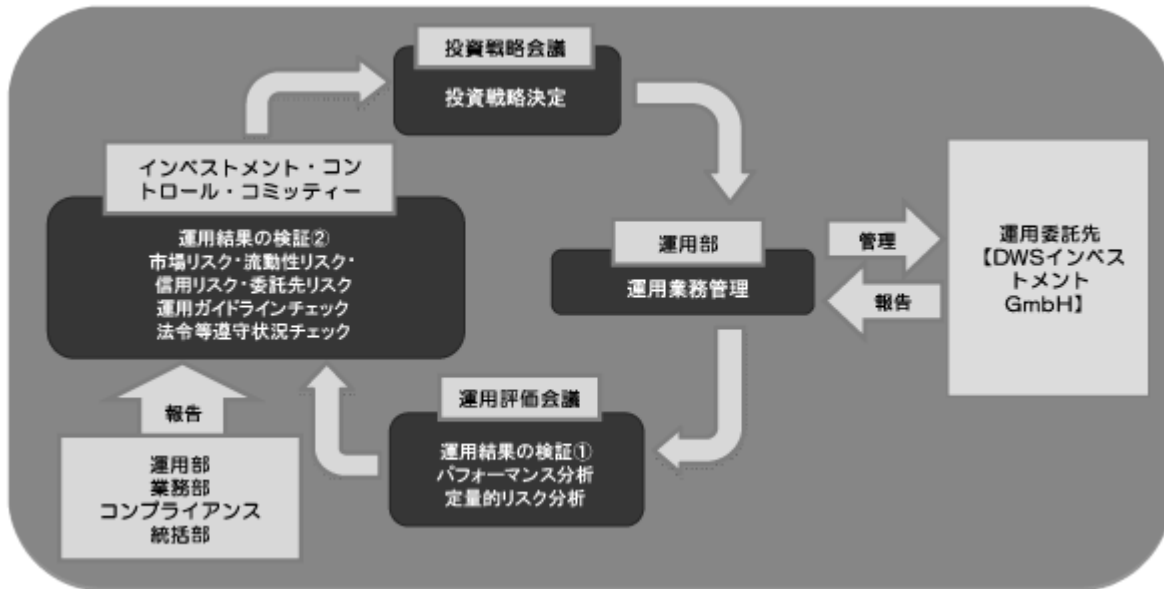 投資戦略会議
投資戦略決定
インベストメント・コン
トロール・コミッティー
運用結果の検証②
市場リスク・流動性リスク・
信用リスク・委託先リスク
運用ガイドラインチェック
法令等遵守状況チェック
運用部
運用業務管理
管理
報告
運用委託先
【DWSインベス
トメント
GmbH】
運用評価会議
運用結果の検証①
パフォーマンス分析
定量的リスク分析
報告
運用部
業務部
コンプライアンス
統括部